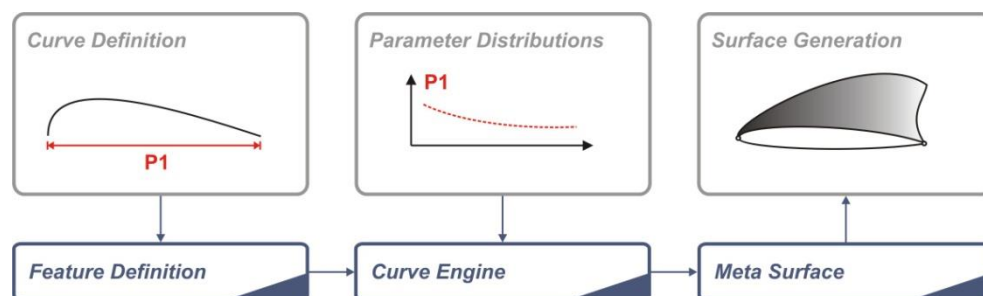 Curve Definition
Parameter Distributions
Surface Generation
P1
P1
Feature Definition
Curve Engine
Meta Surface